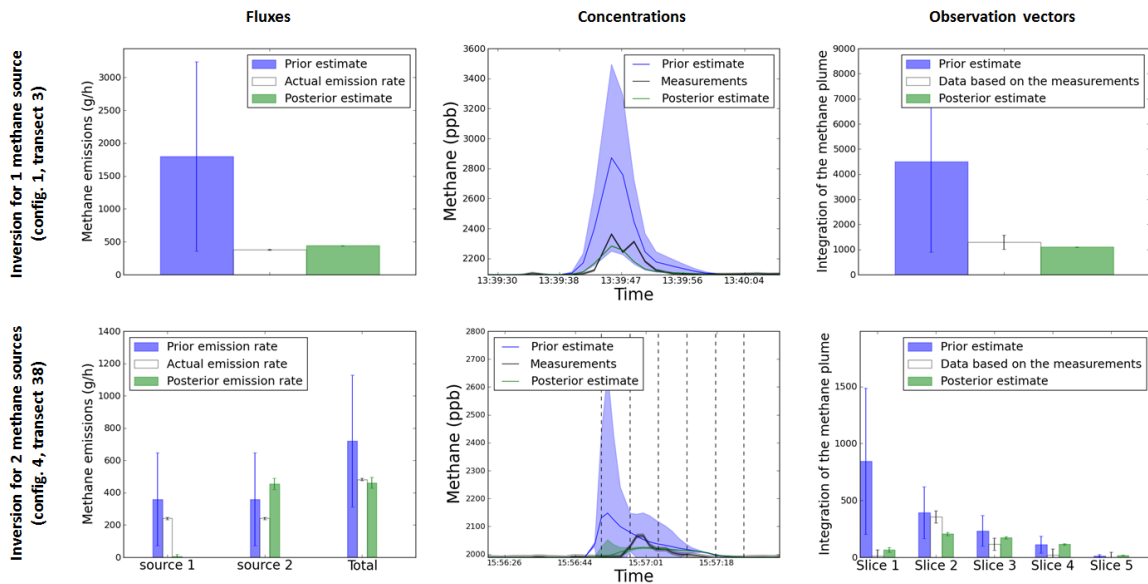 Fluxes
Concentrations
Observation vectors
Inversion for 1 methane source
(config. 1, transect 3)
Methane emissions (g/h)
3000
2500
2000
1500
1000
500
0
Prior estimate
Actual emission rate
Posterior estimate
Methane (ppb)
3600
3400
3200
3000
2800
2600
2400
2200
Prior estimate
Measurements
Posterior estimate
13:39:30
13:39:38
13:39:47
13:39:56
13:40:04
Time
Integration of the methane plume
9000
8000
7000
6000
5000
4000
3000
2000
1000
0
Prior estimate
Data based on the measurements
Posterior estimate
Inversion for 2 methane sources
(config. 4, transect 38)
Methane emissions (g/h)
1400
1200
1000
800
600
400
200
0
Prior emission rate
Actual emission rate
Posterior emission rate
source 1
source 2
Total
Methane (ppb)
2800
2700
2600
2500
2400
2300
2200
2100
2000
Prior estimate
Measurements
Posterior estimate
15:56:26
15:56:44
15:57:01
15:57:18
15:57:53
Time
Integration of the methane plume
1500
1000
500
0
Prior estimate
Data based on the measurements
Posterior estimate
Slice 1
Slice 2
Slice 3
Slice 4
Slice 5